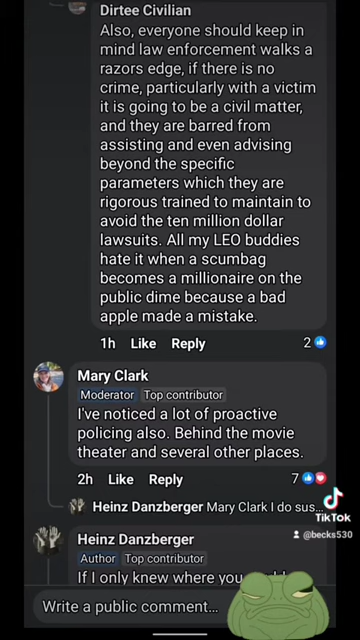 Dirtee Civilian
Also, everyone should keep in
mind law enforcement walks a
razors edge, if there is no
crime, particularly with a victim
it is going to be a civil matter,
and they are barred from
assisting and even advising
beyond the specific
parameters which they are
rigorous trained to maintain to
avoid the ten million dollar
lawsuits. All my LEO buddies
hate it when a scumbag
becomes a millionaire on the
public dime because a bad
apple made a mistake.
1h Like Reply 2
Mary Clark
Moderator Top contributor
I've noticed a lot of proactive
policing also. Behind the movie
theater and several other places.
2h Like Reply 7
Heinz Danzberger Mary Clark I do sus...
TikTok
@becks530
Heinz Danzberger
Author Top contributor
If I only knew where you
Write a public comment...